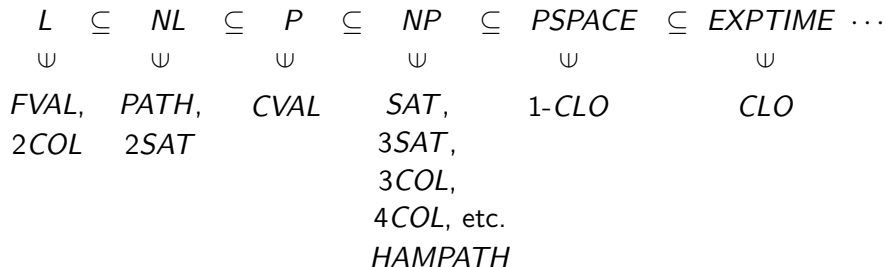 L ⊆ NL ⊆ P ⊆ NP ⊆ PSPACE ⊆ EXPTIME ⋯
⋓ ⋓ ⋓ ⋓ ⋓ ⋓
FVAL, PATH, CVAL SAT, 1-CLO CLO
2COL 2SAT 3SAT,
3COL,
4COL, etc.
HAMPATH